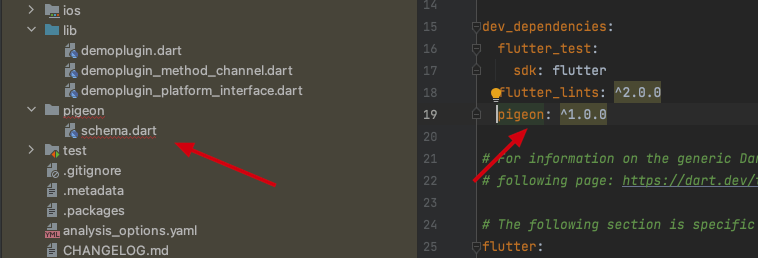 ios
lib
demoplugin.dart
demoplugin_method_channel.dart
demoplugin_platform_interface.dart
pigeon
schema.dart
test
.gitignore
.metadata
.packages
analysis_options.yaml
CHANGELOG.md
14
15 dev_dependencies:
16 flutter_test:
17 sdk: flutter
18 flutter_lints: ^2.0.0
19 pigeon: ^1.0.0
20
21 # For information on the generic Dar
22 # following page: https://dart.dev/
23
24 # The following section is specific
25 flutter: